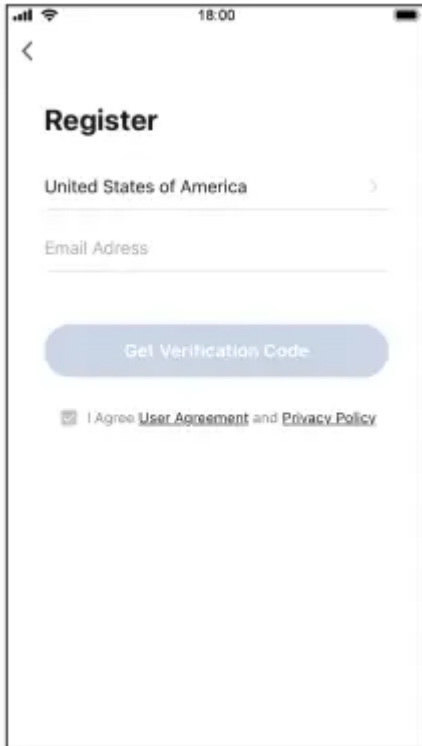 18:00
Register
United States of America
Email Adress
Get Verification Code
I Agree User Agreement and Privacy Policy